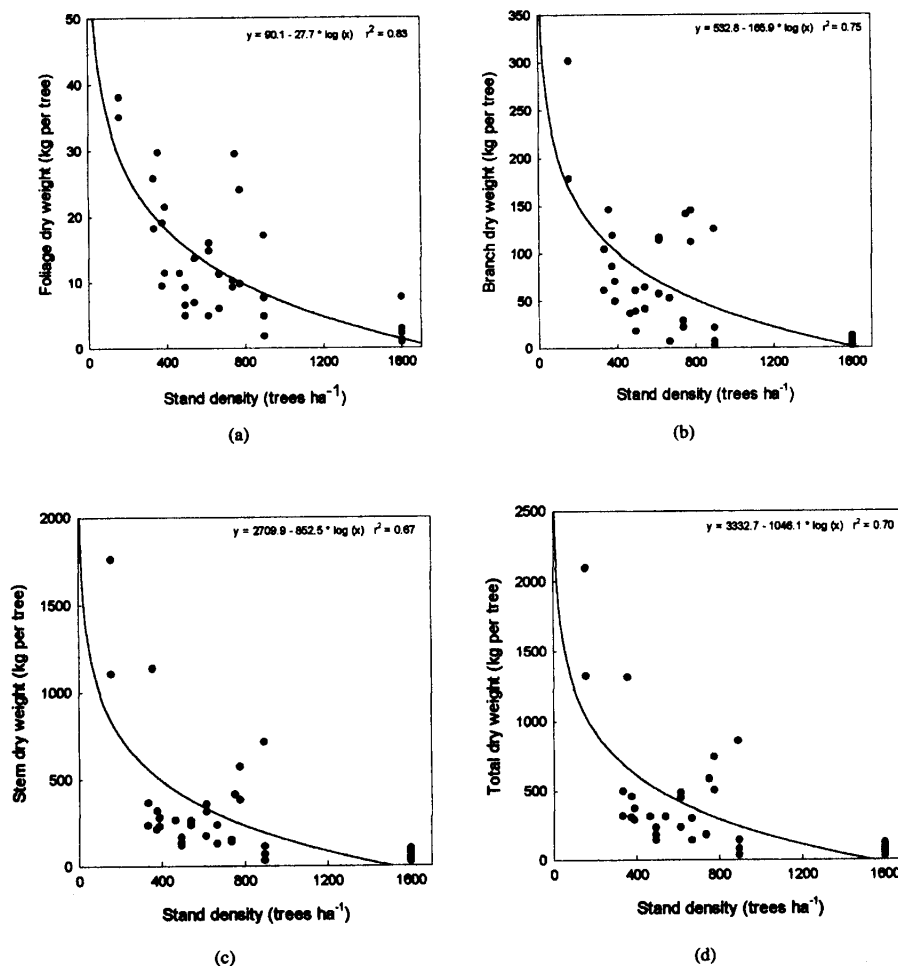 y = 90.1 - 27.7 * log (x) r² = 0.83
Foliage dry weight (kg per tree)
50
40
30
20
10
0
0 400 800 1200 1600
Stand density (trees ha⁻¹)
(a)
y = 532.8 - 165.9 * log (x) r² = 0.75
Branch dry weight (kg per tree)
350
300
250
200
150
100
50
0
0 400 800 1200 1600
Stand density (trees ha⁻¹)
(b)
y = 2709.9 - 852.5 * log (x) r² = 0.67
Stem dry weight (kg per tree)
2000
1500
1000
500
0
0 400 800 1200 1600
Stand density (trees ha⁻¹)
(c)
y = 3332.7 - 1046.1 * log (x) r² = 0.70
Total dry weight (kg per tree)
2500
2000
1500
1000
500
0
0 400 800 1200 1600
Stand density (trees ha⁻¹)
(d)